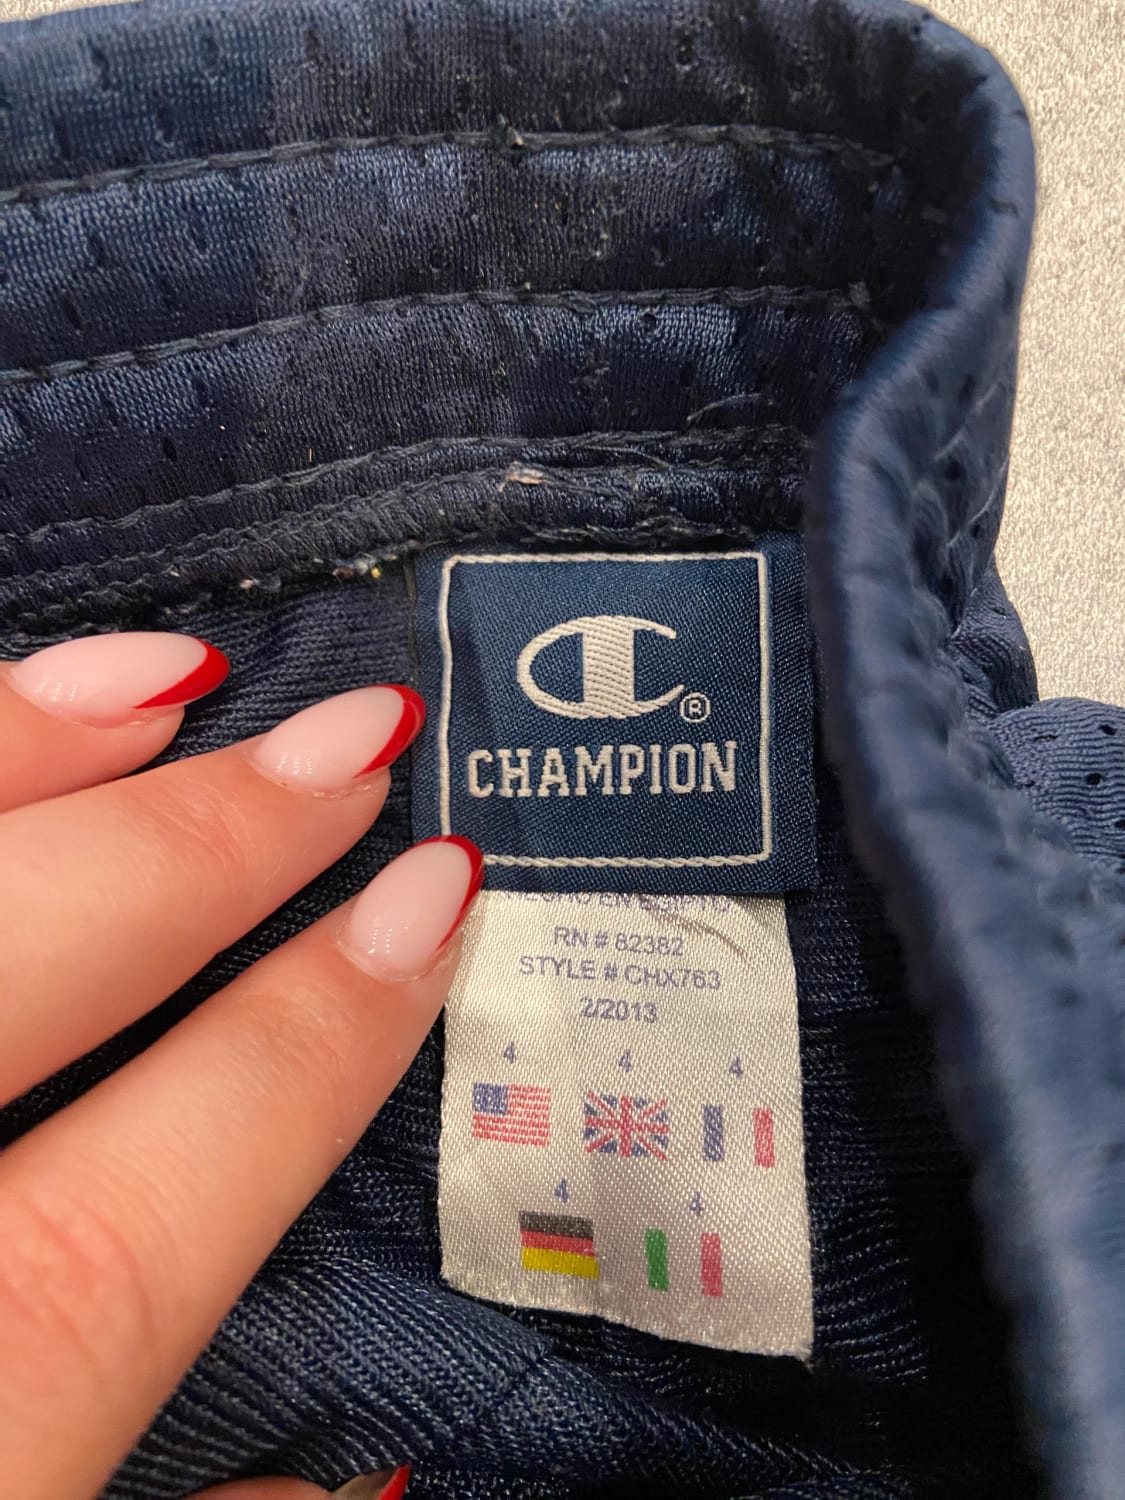 C®
CHAMPION
RN # 82382
STYLE # CHX763
2/2013
4 4 4
4 4